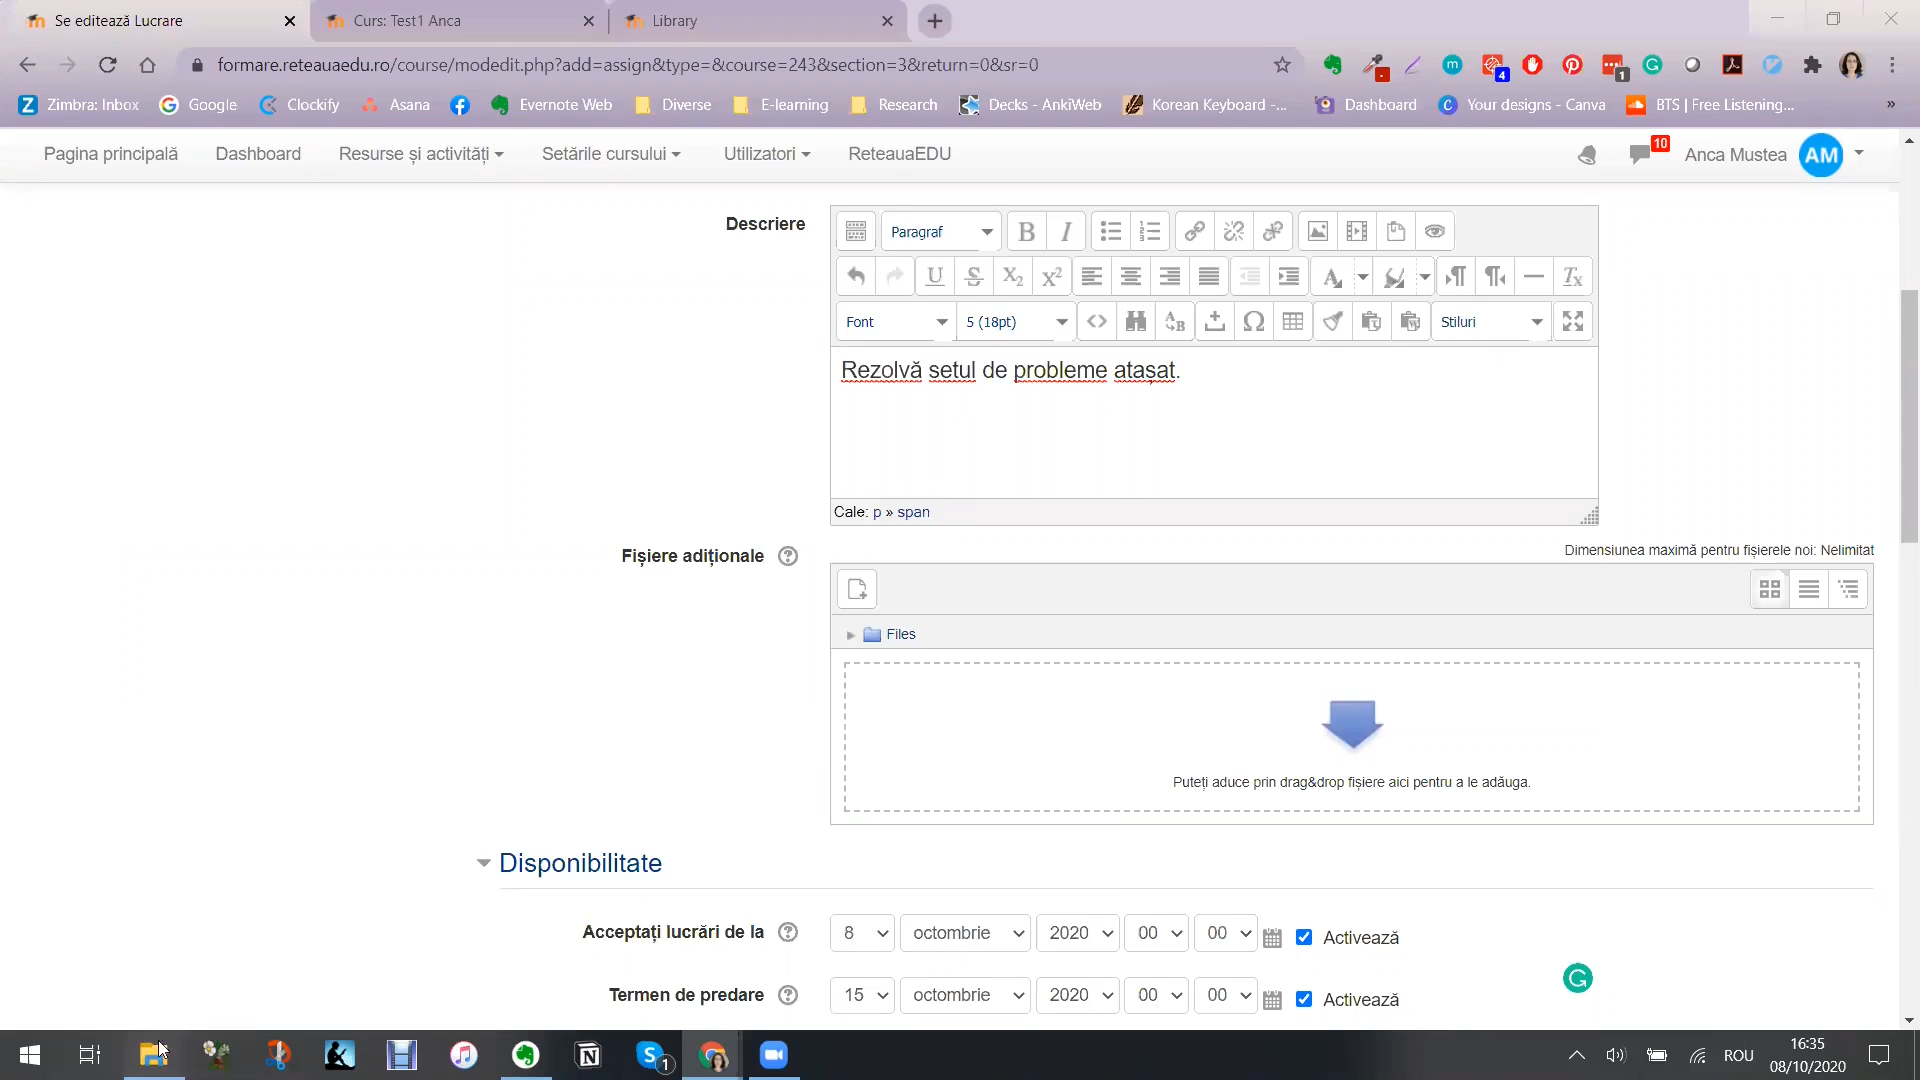 Se editează Lucrare
Curs: Test1 Anca
Library
formare.reteauaedu.ro/course/modedit.php?add=assign&type=&course=243&section=3&return=0&sr=0
4
1
Zimbra: Inbox
Google
Clockify
Asana
Evernote Web
Diverse
E-learning
Research
Decks - AnkiWeb
Korean Keyboard -...
Dashboard
Your designs - Canva
BTS | Free Listening...
»
Pagina principală
Dashboard
Resurse și activități
Setările cursului
Utilizatori
ReteauaEDU
10
Anca Mustea
AM
Descriere
Paragraf
Font
5 (18pt)
Stiluri
Rezolvă setul de probleme atașat.
Cale: p » span
Fișiere adiționale
Dimensiunea maximă pentru fișierele noi: Nelimitat
Files
Puteți aduce prin drag&drop fișiere aici pentru a le adăuga.
Disponibilitate
Acceptați lucrări de la
8 octombrie 2020 00 00 Activează
Termen de predare
15 octombrie 2020 00 00 Activează
1
ROU
16:35
08/10/2020